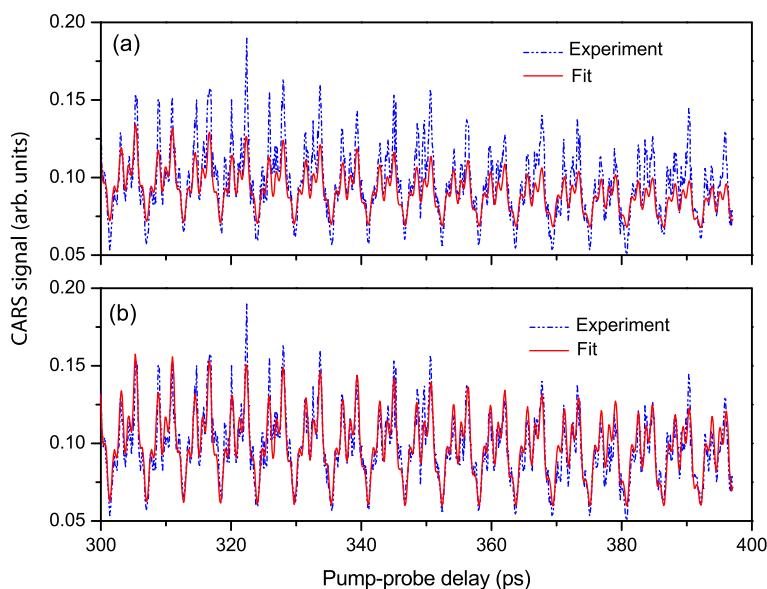 0.20
(a)
Experiment
Fit
0.15
0.10
0.05
CARS signal (arb. units)
0.20
(b)
Experiment
Fit
0.15
0.10
0.05
300 320 340 360 380 400
Pump-probe delay (ps)